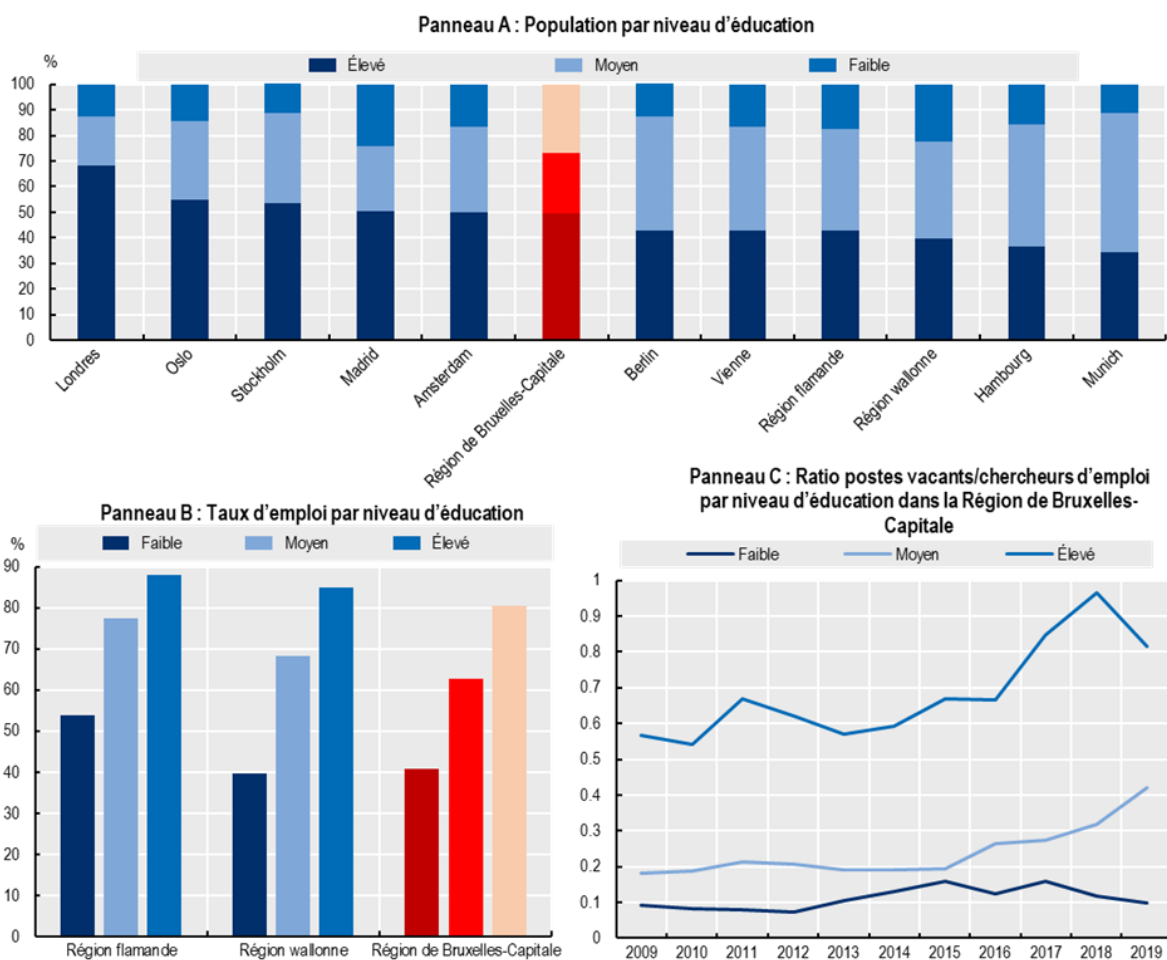 Panneau A : Population par niveau d'éducation
%
Élevé Moyen Faible
100
90
80
70
60
50
40
30
20
10
0
Londres
Oslo
Stockholm
Madrid
Amsterdam
Région de Bruxelles-Capitale
Berlin
Vienne
Région flamande
Région wallonne
Hambourg
Munich
Panneau B : Taux d'emploi par niveau d'éducation
%
Faible Moyen Élevé
90
80
70
60
50
40
30
20
10
0
Région flamande Région wallonne Région de Bruxelles-Capitale
Panneau C : Ratio postes vacants/chercheurs d'emploi
par niveau d'éducation dans la Région de Bruxelles-
Capitale
Faible Moyen Élevé
1
0.9
0.8
0.7
0.6
0.5
0.4
0.3
0.2
0.1
0
2009 2010 2011 2012 2013 2014 2015 2016 2017 2018 2019